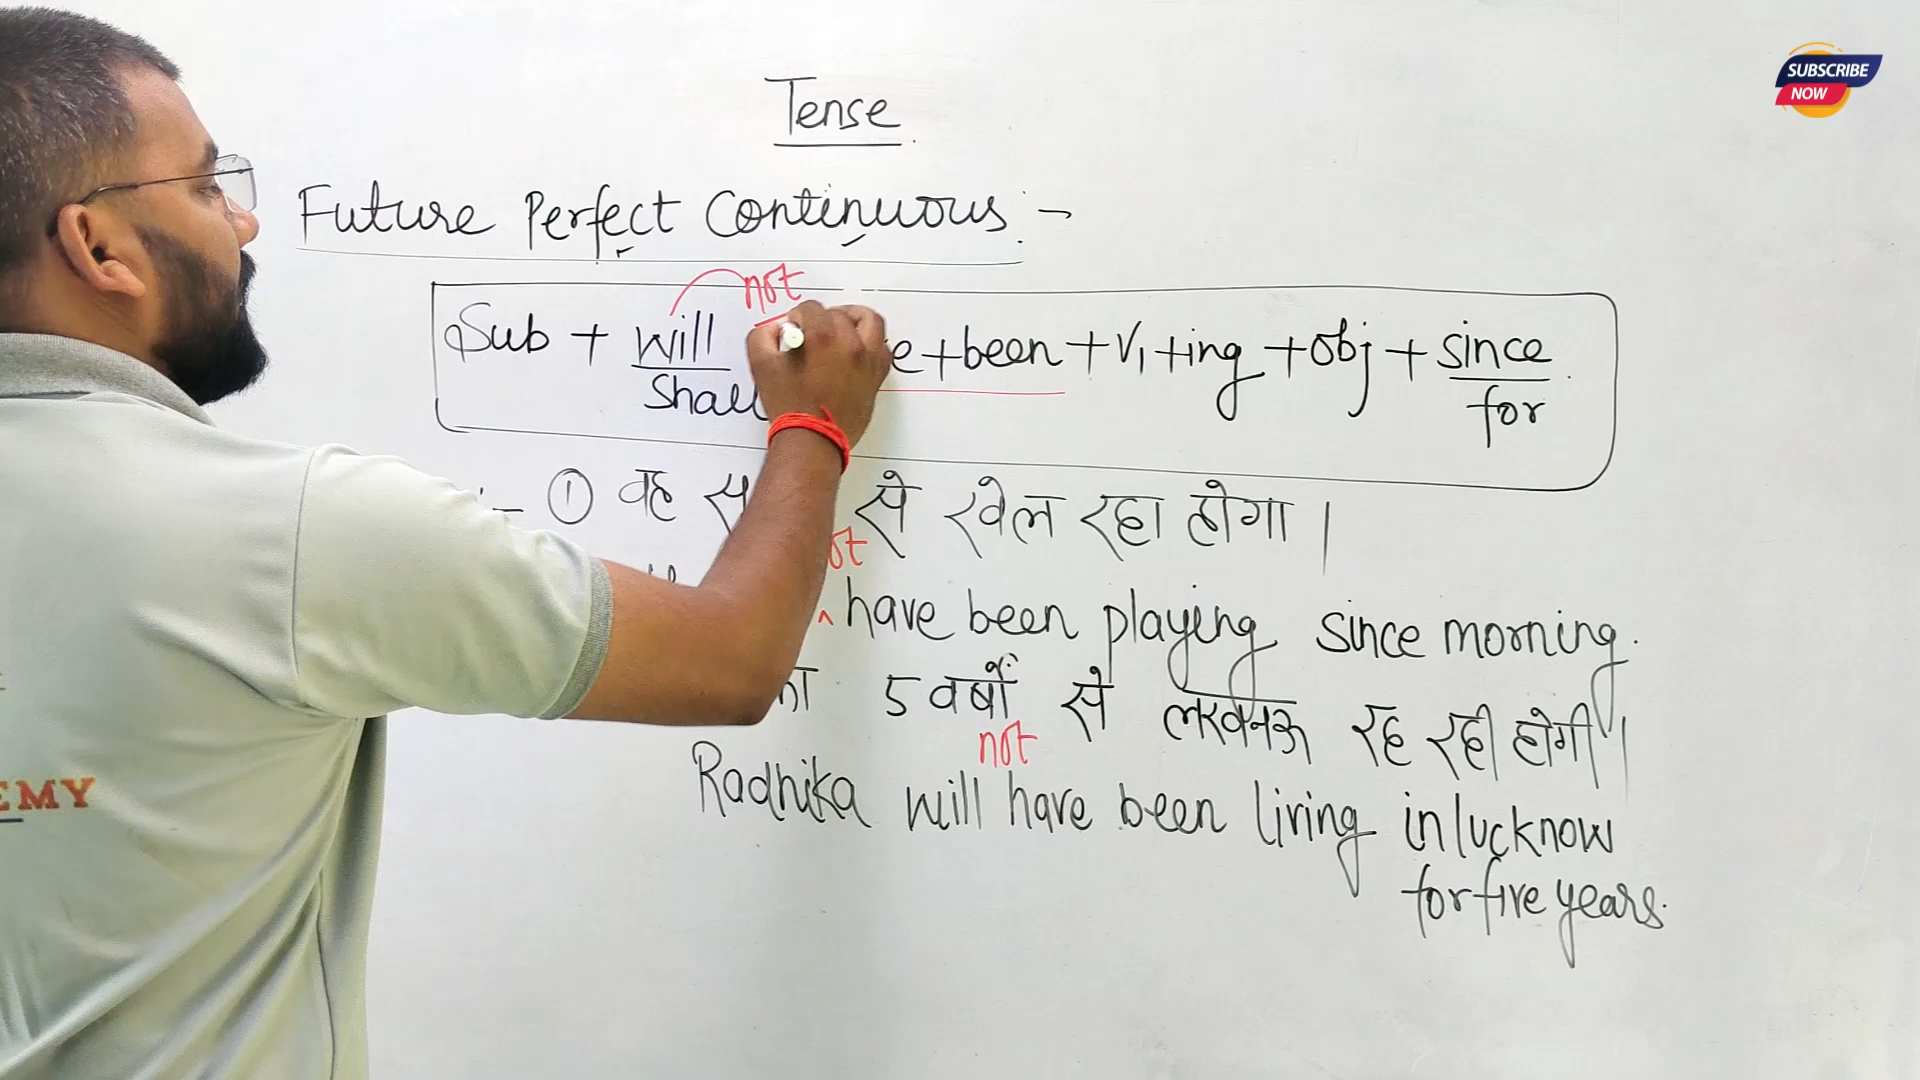 SUBSCRIBE
NOW
Tense
Future Perfect Continuous :-
not
Sub + will + been + V1 + ing + obj + since
Shall for
① वह से खेल रहा होगा।
have been playing since morning.
5 वर्षों से लखनऊ रह रही होगी।
not
Radhika will have been living in lucknow
for five years.
EMY